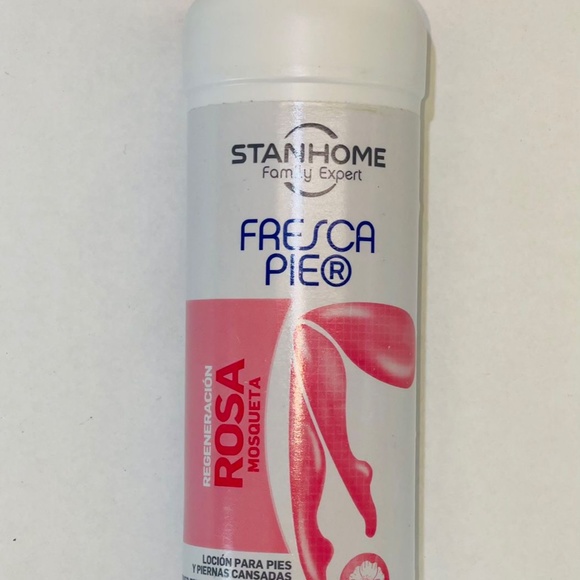 STANHOME
Family Expert
FRESCA
PIE®
REGENERACIÓN
ROSA
MOSQUETA
LOCIÓN PARA PIES
Y PIERNAS CANSADAS